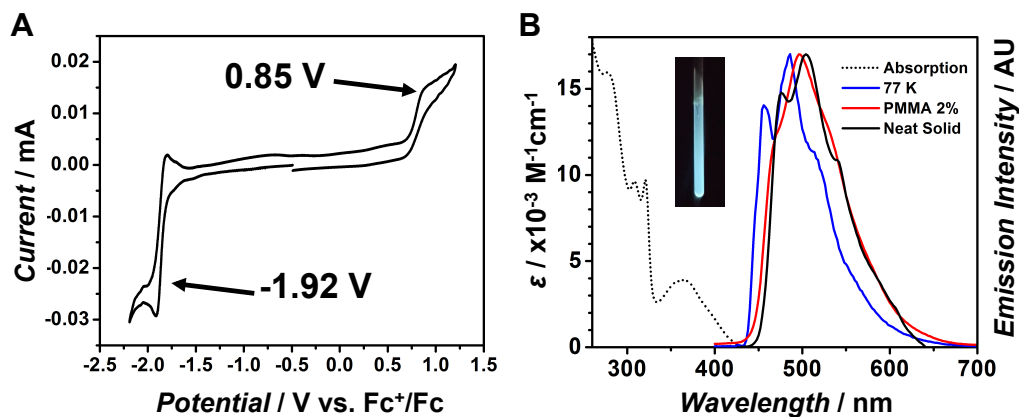 A
0.02
0.01
0.00
-0.01
-0.02
-0.03
Current / mA
0.85 V
-1.92 V
-2.5 -2.0 -1.5 -1.0 -0.5 0.0 0.5 1.0 1.5
Potential / V vs. Fc⁺/Fc
B
15
10
5
0
ε / x10⁻³ M⁻¹cm⁻¹
Absorption
77 K
PMMA 2%
Neat Solid
Emission Intensity / AU
300 400 500 600 700
Wavelength / nm